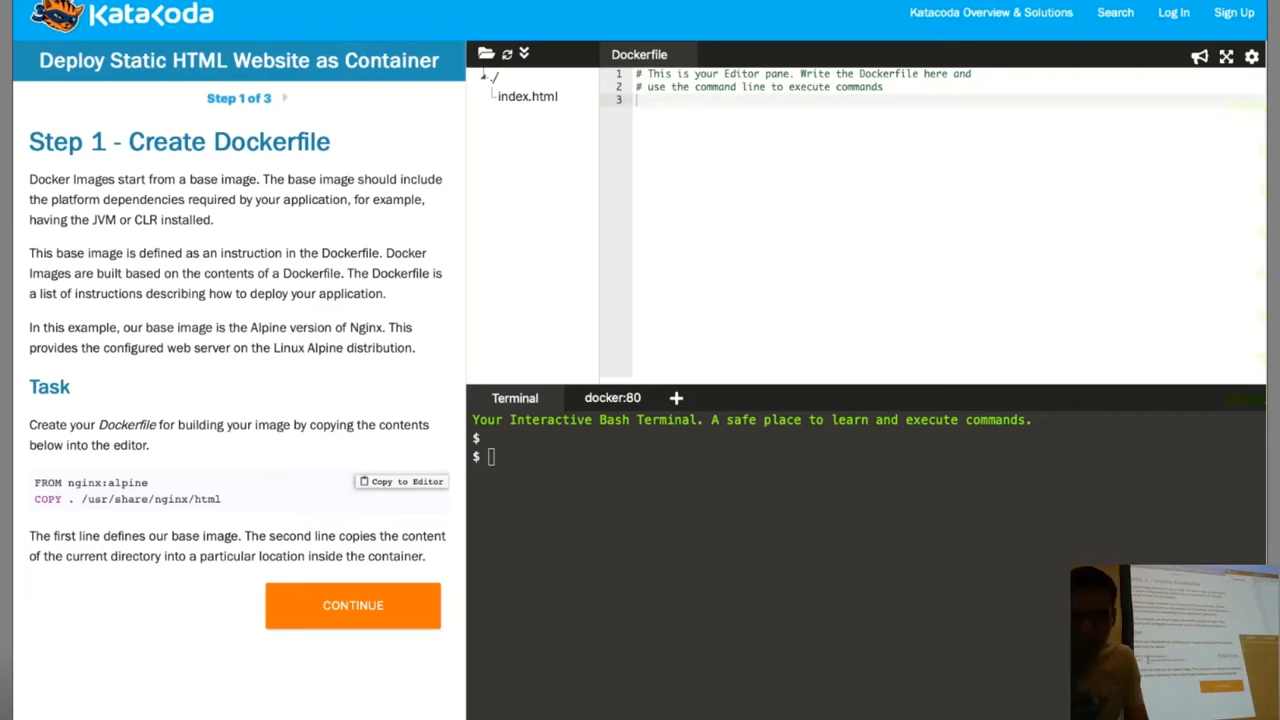 KataKoda
Katacoda Overview & Solutions
Search
Log In
Sign Up
Deploy Static HTML Website as Container
Step 1 of 3
Step 1 - Create Dockerfile
Docker Images start from a base image. The base image should include
the platform dependencies required by your application, for example,
having the JVM or CLR installed.
This base image is defined as an instruction in the Dockerfile. Docker
Images are built based on the contents of a Dockerfile. The Dockerfile is
a list of instructions describing how to deploy your application.
In this example, our base image is the Alpine version of Nginx. This
provides the configured web server on the Linux Alpine distribution.
Task
Create your Dockerfile for building your image by copying the contents
below into the editor.
Copy to Editor
FROM nginx:alpine
COPY . /usr/share/nginx/html
The first line defines our base image. The second line copies the content
of the current directory into a particular location inside the container.
CONTINUE
./
index.html
Dockerfile
1 # This is your Editor pane. Write the Dockerfile here and
2 # use the command line to execute commands
3
Terminal
docker:80
+
Your Interactive Bash Terminal. A safe place to learn and execute commands.
$
$